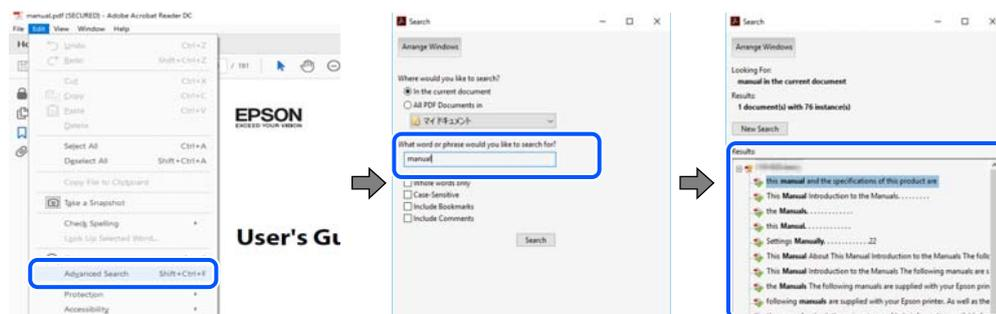 manual.pdf (SECURED) - Adobe Acrobat Reader DC
File Edit View Window Help
Undo Ctrl+Z
Redo Shift+Ctrl+Z
Cut Ctrl+X
Copy Ctrl+C
Paste Ctrl+V
Delete
Select All Ctrl+A
Deselect All Shift+Ctrl+A
Copy File to Clipboard
Take a Snapshot
Check Spelling
Look Up Selected Word...
Advanced Search Shift+Ctrl+F
Protection
Accessibility
/ 191
EPSON
EXCEED YOUR VISION
User's Gu
Search
Arrange Windows
Where would you like to search?
In the current document
All PDF Documents in
マイ ドキュメント
What word or phrase would you like to search for?
manual
Whole words only
Case-Sensitive
Include Bookmarks
Include Comments
Search
Search
Arrange Windows
Looking For:
manual in the current document
Results:
1 document(s) with 76 instance(s)
New Search
Results:
this manual and the specifications of this product are
This Manual Introduction to the Manuals.........
the Manuals.............
this Manual.............
Settings Manually.............22
This Manual About This Manual Introduction to the Manuals The follo
This Manual Introduction to the Manuals The following manuals are s
the Manuals The following manuals are supplied with your Epson prin
following manuals are supplied with your Epson printer. As well as the